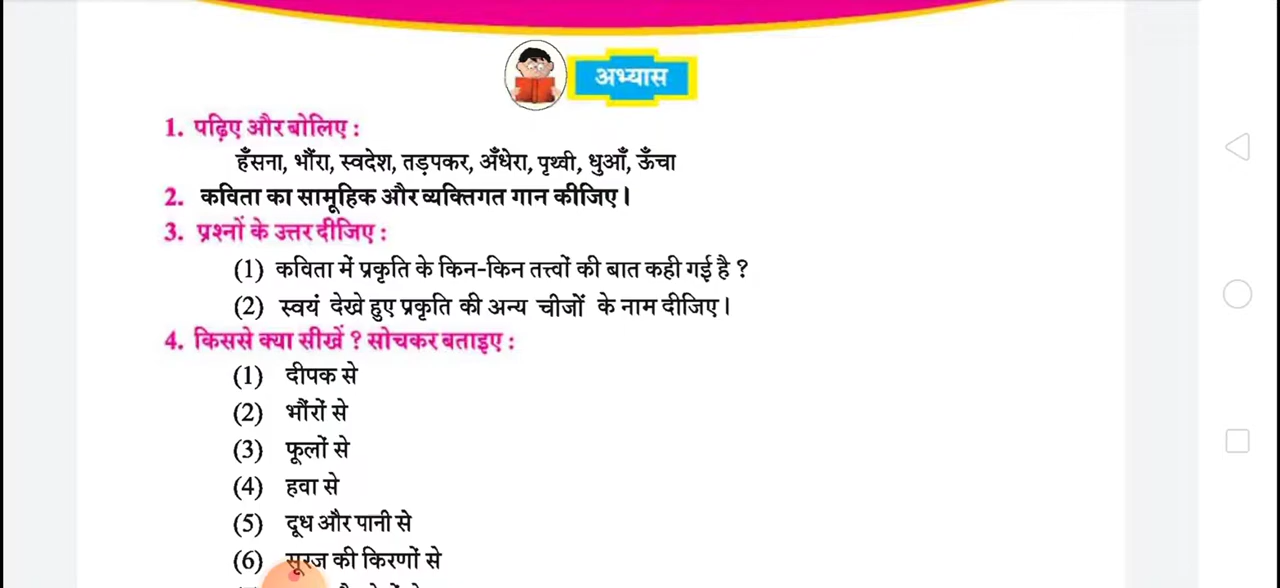 अभ्यास
1. पढ़िए और बोलिए :
हँसना, भौंरा, स्वदेश, तड़पकर, अँधेरा, पृथ्वी, धुआँ, ऊँचा
2. कविता का सामूहिक और व्यक्तिगत गान कीजिए।
3. प्रश्नों के उत्तर दीजिए :
(1) कविता में प्रकृति के किन-किन तत्त्वों की बात कही गई है ?
(2) स्वयं देखे हुए प्रकृति की अन्य चीजों के नाम दीजिए।
4. किससे क्या सीखें ? सोचकर बताइए :
(1) दीपक से
(2) भौंरों से
(3) फूलों से
(4) हवा से
(5) दूध और पानी से
(6) सूरज की किरणों से